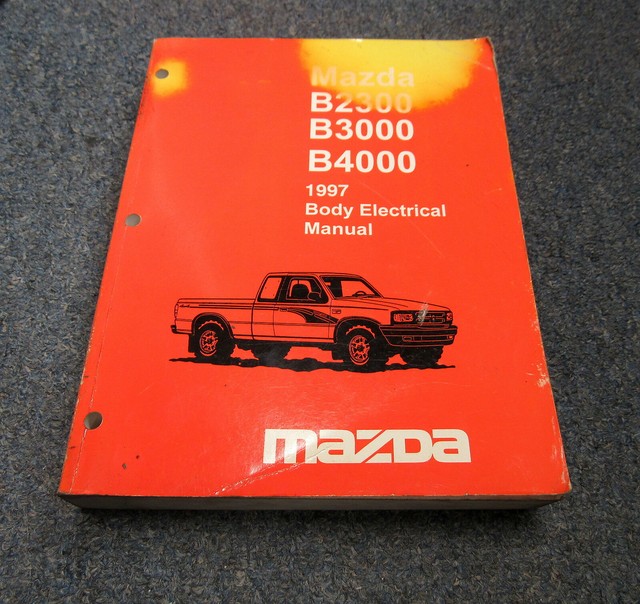 Mazda
B2300
B3000
B4000
1997
Body Electrical
Manual
mazda